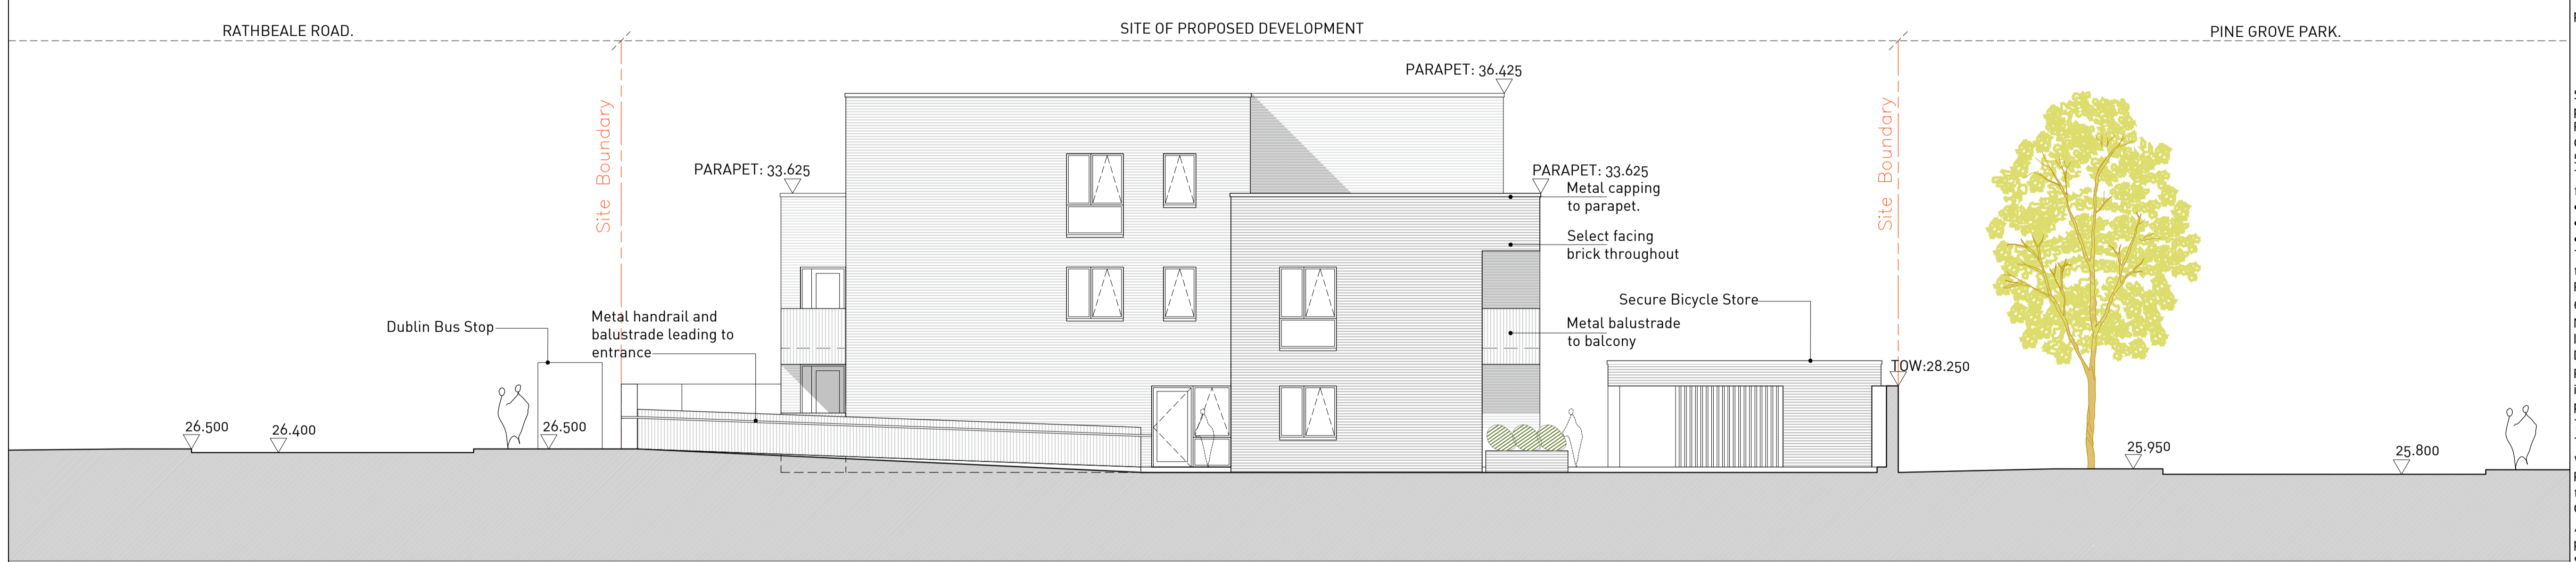 RATHBEALE ROAD.
SITE OF PROPOSED DEVELOPMENT
PINE GROVE PARK.
PARAPET: 36.425
Site Boundary
Site Boundary
PARAPET: 33.625
PARAPET: 33.625
Metal capping
to parapet.
Select facing
brick throughout
Secure Bicycle Store
Metal handrail and
balustrade leading to
entrance
Dublin Bus Stop
Metal balustrade
to balcony
TOW:28.250
26.500
26.400
26.500
25.950
25.800